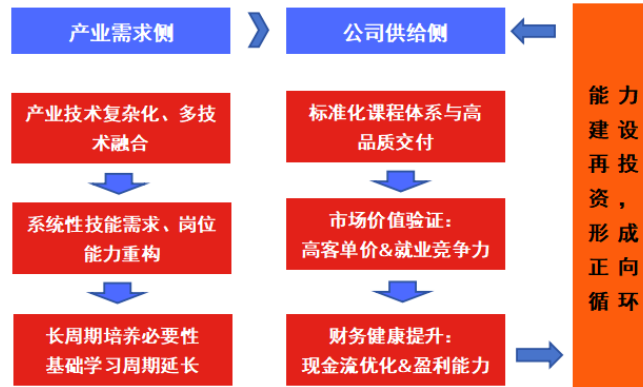 产业需求侧
公司供给侧
产业技术复杂化、多技
术融合
系统性技能需求、岗位
能力重构
长周期培养必要性
基础学习周期延长
标准化课程体系与高
品质交付
市场价值验证：
高客单价&就业竞争力
财务健康提升：
现金流优化&盈利能力
能力
建设
再投
资，
形成
正向
循环